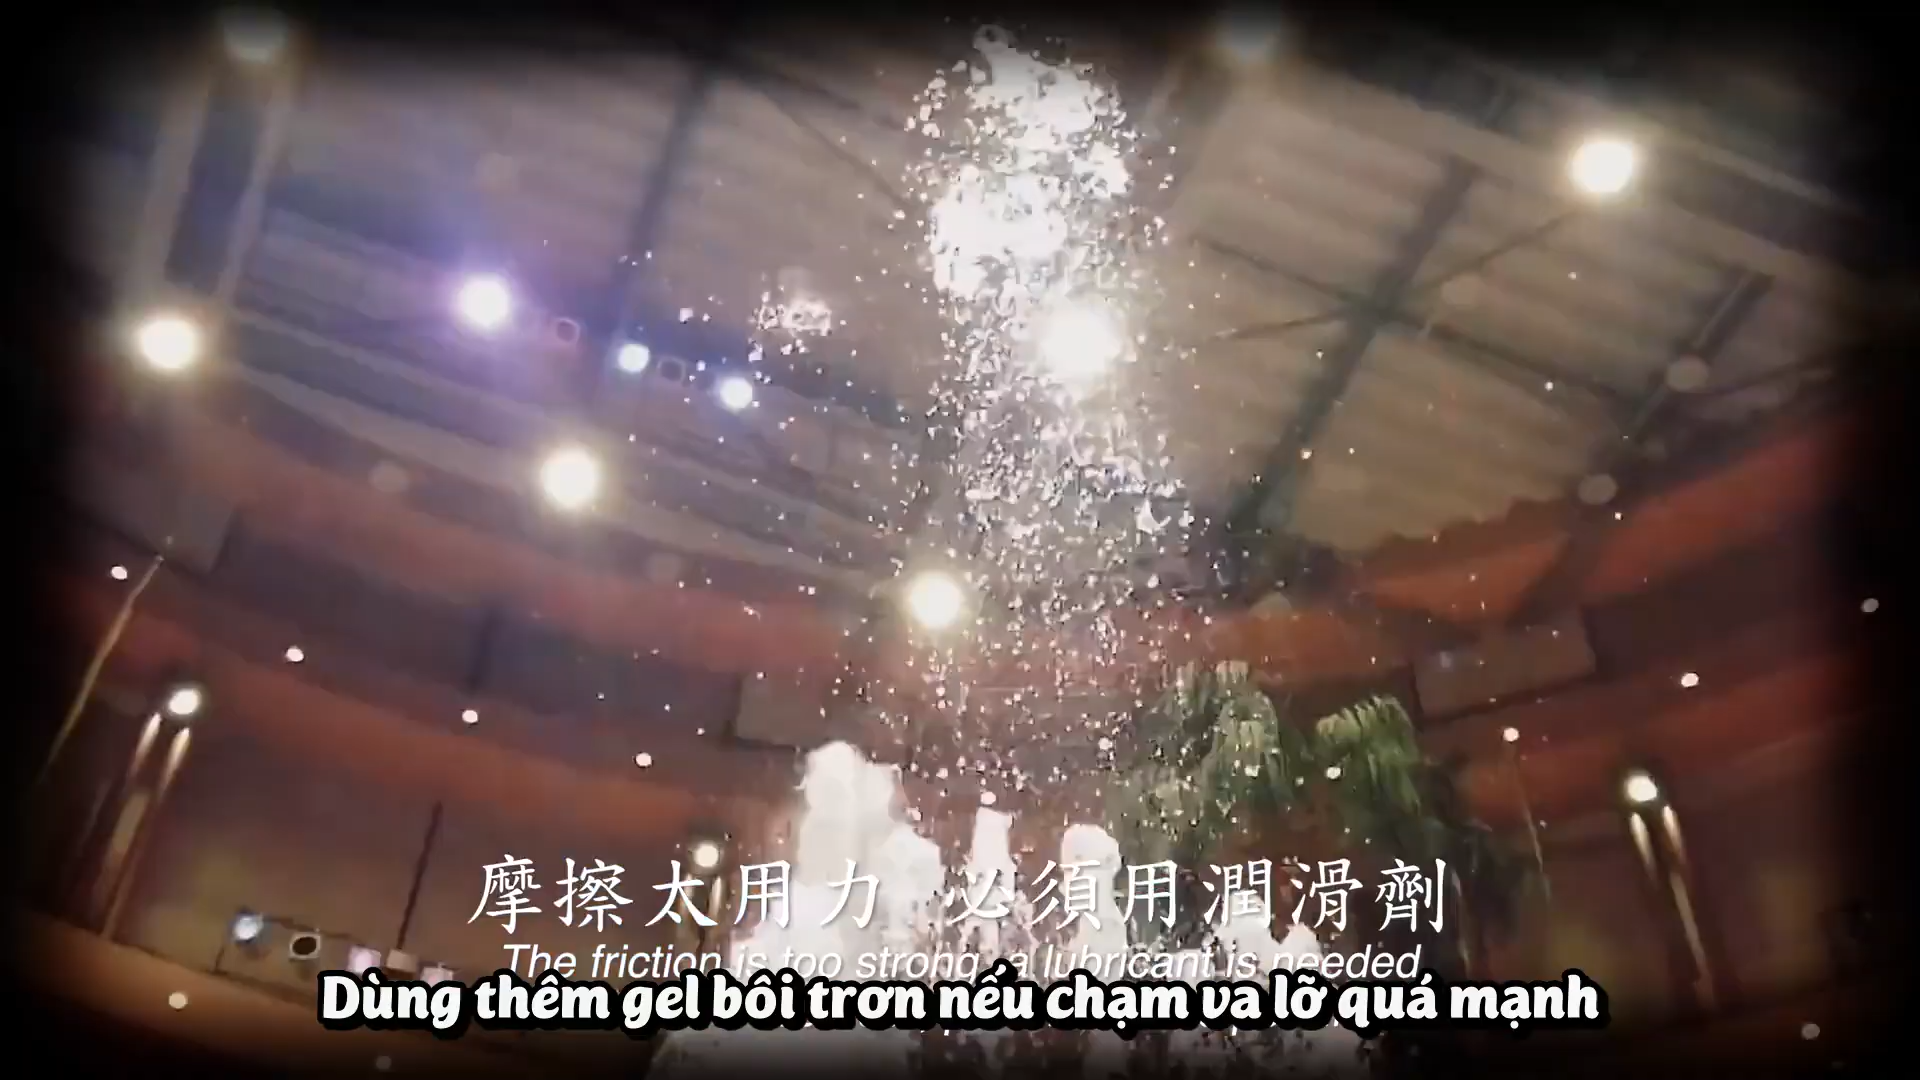 摩擦太用力 必須用潤滑劑
The friction is too strong, a lubricant is needed
Dùng thêm gel bôi trơn nếu chạm va lỡ quá mạnh